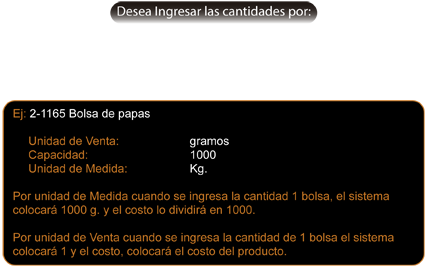 Desea Ingresar las cantidades por:
Ej: 2-1165 Bolsa de papas
Unidad de Venta: gramos
Capacidad: 1000
Unidad de Medida: Kg.
Por unidad de Medida cuando se ingresa la cantidad 1 bolsa, el sistema
colocará 1000 g. y el costo lo dividirá en 1000.
Por unidad de Venta cuando se ingresa la cantidad de 1 bolsa el sistema
colocará 1 y el costo, colocará el costo del producto.